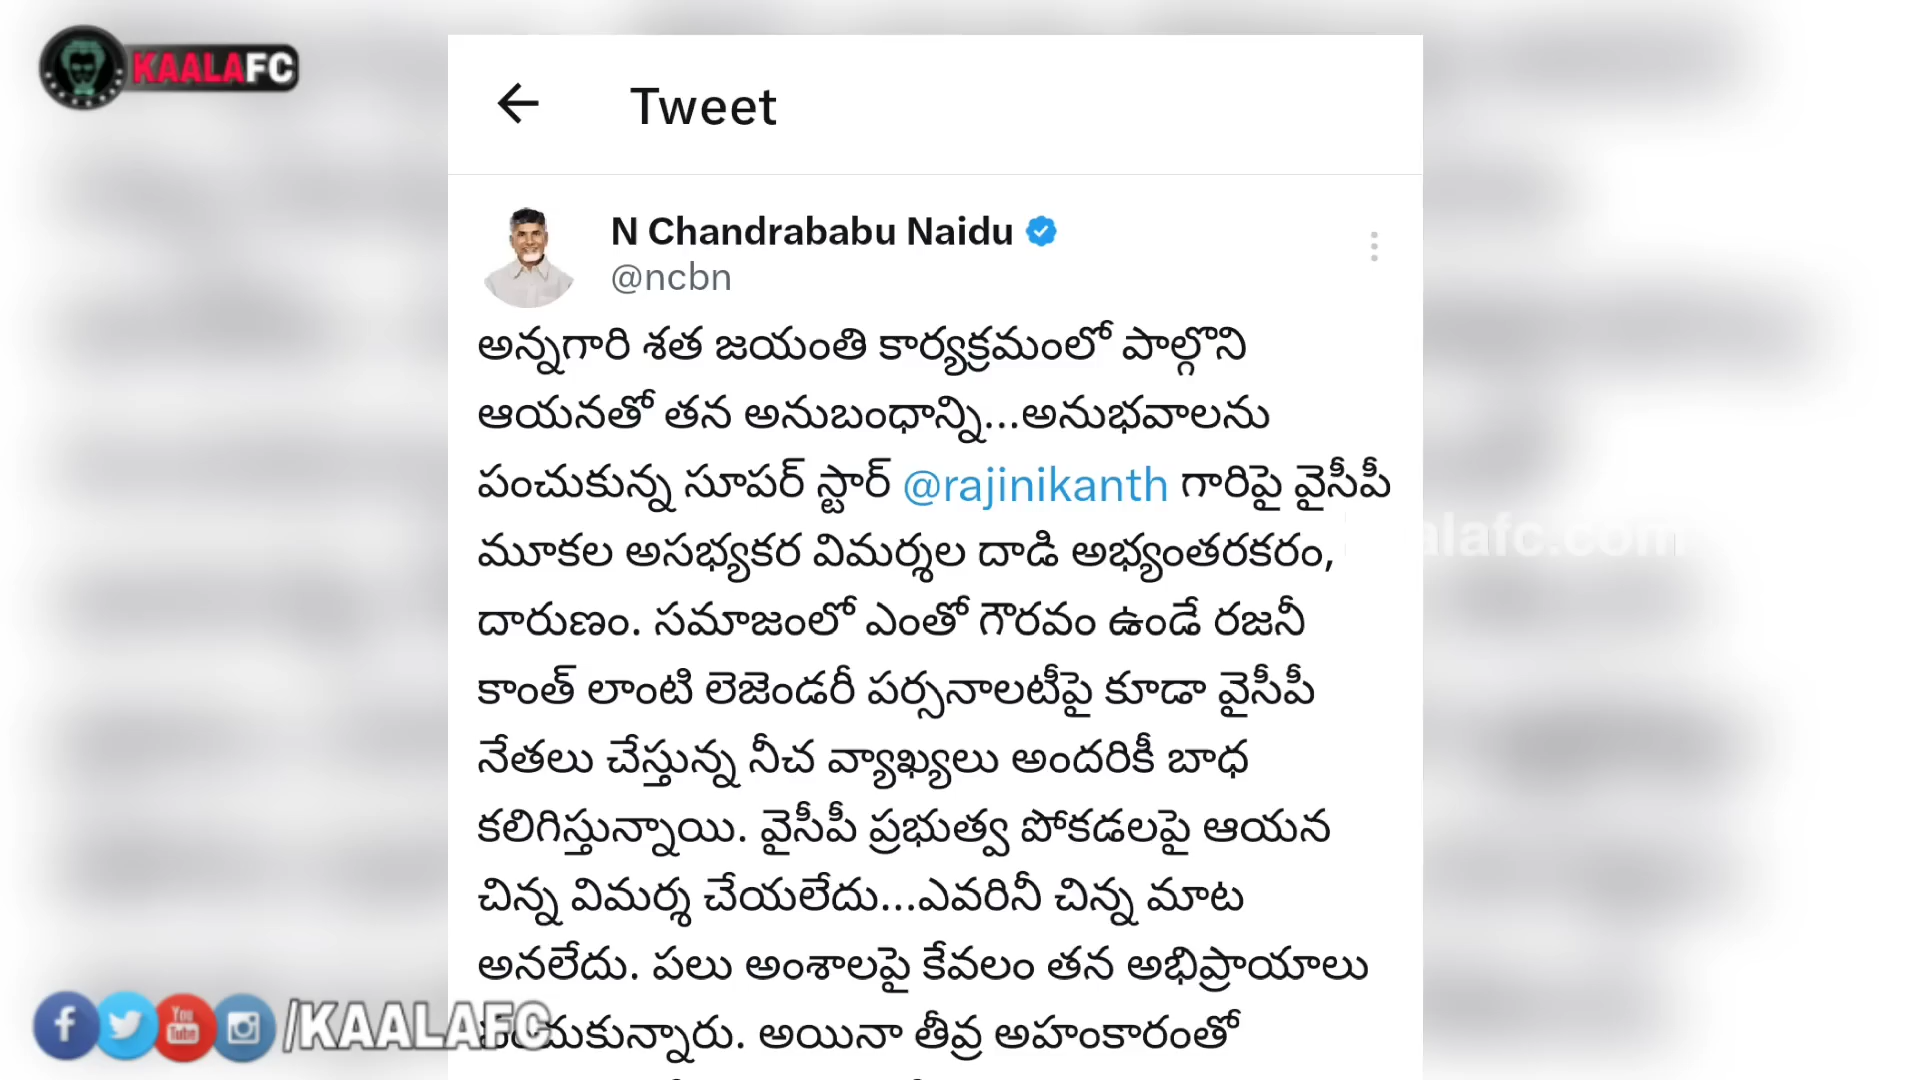 KAALAFC
Tweet
N Chandrababu Naidu
@ncbn
అన్నగారి శత జయంతి కార్యక్రమంలో పాల్గొని
ఆయనతో తన అనుబంధాన్ని...అనుభవాలను
పంచుకున్న సూపర్ స్టార్ @rajinikanth గారిపై వైసీపీ
మూకల అసభ్యకర విమర్శల దాడి అభ్యంతరకరం,
దారుణం. సమాజంలో ఎంతో గౌరవం ఉండే రజనీ
కాంత్ లాంటి లెజెండరీ పర్సనాలటీపై కూడా వైసీపీ
నేతలు చేస్తున్న నీచ వ్యాఖ్యలు అందరికీ బాధ
కలిగిస్తున్నాయి. వైసీపీ ప్రభుత్వ పోకడలపై ఆయన
చిన్న విమర్శ చేయలేదు...ఎవరినీ చిన్న మాట
అనలేదు. పలు అంశాలపై కేవలం తన అభిప్రాయాలు
అయినా తీవ్ర అహంకారంతో
/KAALAFC